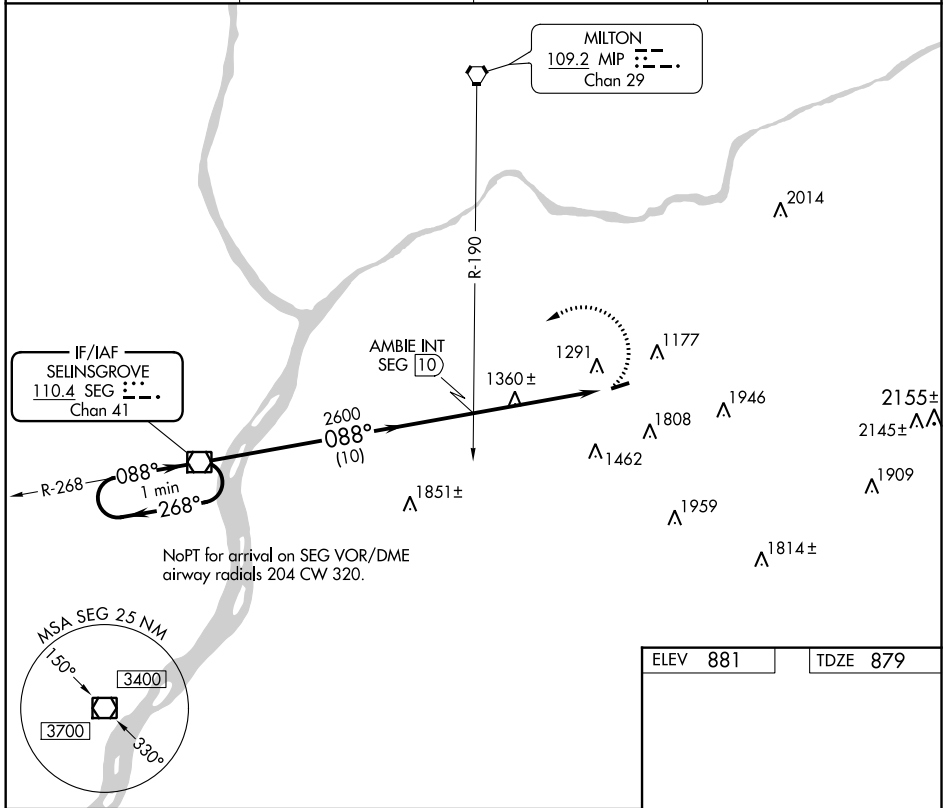 MILTON
109.2 MIP
Chan 29
2014
R-190
AMBIE INT
SEG 10
1291
1177
1360 ±
IF/IAF
SELINSGROVE
110.4 SEG
Chan 41
2600
088°
(10)
1946
2155±
2145±
1808
1462
R-268
088°
1 min
268°
1851±
1909
1959
NoPT for arrival on SEG VOR/DME
airway radials 204 CW 320.
1814 ±
MSA SEG 25 NM
150°
3400
3700
330°
ELEV 881
TDZE 879